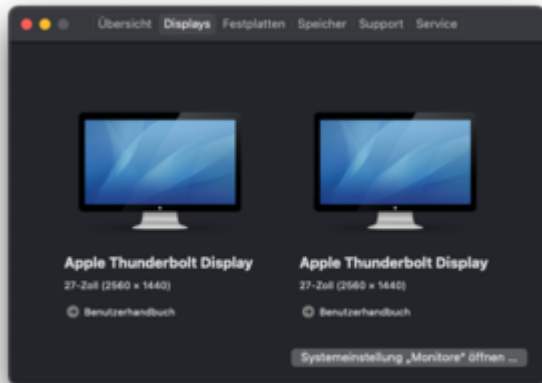 Übersicht Displays Festplatten Speicher Support Service
Apple Thunderbolt Display
27-Zoll (2560 × 1440)
Benutzerhandbuch
Apple Thunderbolt Display
27-Zoll (2560 × 1440)
Benutzerhandbuch
Systemeinstellung „Monitore“ öffnen ...